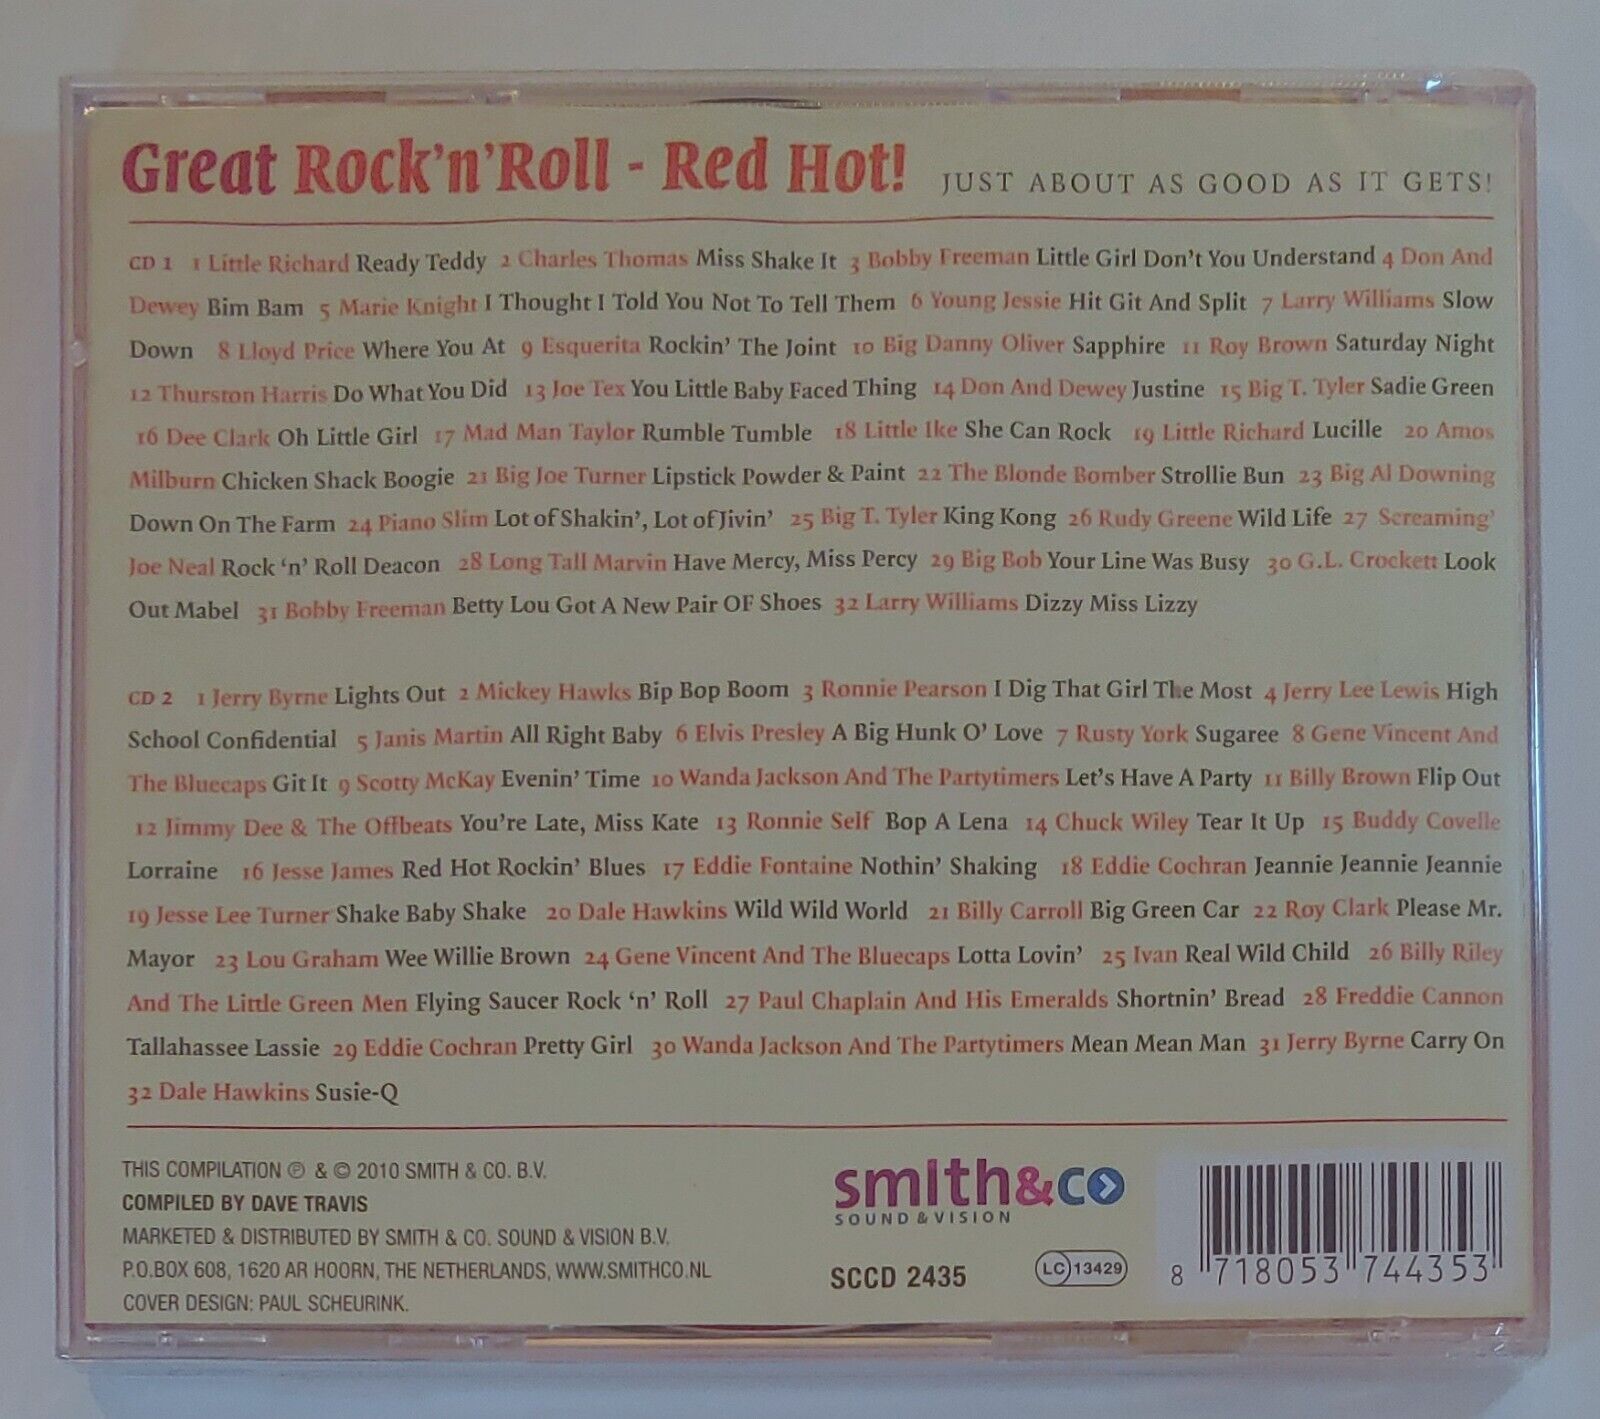 Great Rock'n'Roll - Red Hot! JUST ABOUT AS GOOD AS IT GETS!
CD 1 1 Little Richard Ready Teddy 2 Charles Thomas Miss Shake It 3 Bobby Freeman Little Girl Don't You Understand 4 Don And
Dewey Bim Bam 5 Marie Knight I Thought I Told You Not To Tell Them 6 Young Jessie Hit Git And Split 7 Larry Williams Slow
Down 8 Lloyd Price Where You At 9 Esquerita Rockin' The Joint 10 Big Danny Oliver Sapphire 11 Roy Brown Saturday Night
12 Thurston Harris Do What You Did 13 Joe Tex You Little Baby Faced Thing 14 Don And Dewey Justine 15 Big T. Tyler Sadie Green
16 Dee Clark Oh Little Girl 17 Mad Man Taylor Rumble Tumble 18 Little Ike She Can Rock 19 Little Richard Lucille 20 Amos
Milburn Chicken Shack Boogie 21 Big Joe Turner Lipstick Powder & Paint 22 The Blonde Bomber Strollie Bun 23 Big Al Downing
Down On The Farm 24 Piano Slim Lot of Shakin', Lot of Jivin' 25 Big T. Tyler King Kong 26 Rudy Greene Wild Life 27 Screaming'
Joe Neal Rock 'n' Roll Deacon 28 Long Tall Marvin Have Mercy, Miss Percy 29 Big Bob Your Line Was Busy 30 G.L. Crockett Look
Out Mabel 31 Bobby Freeman Betty Lou Got A New Pair OF Shoes 32 Larry Williams Dizzy Miss Lizzy
CD 2 1 Jerry Byrne Lights Out 2 Mickey Hawks Bip Bop Boom 3 Ronnie Pearson I Dig That Girl The Most 4 Jerry Lee Lewis High
School Confidential 5 Janis Martin All Right Baby 6 Elvis Presley A Big Hunk O' Love 7 Rusty York Sugaree 8 Gene Vincent And
The Bluecaps Git It 9 Scotty McKay Evenin' Time 10 Wanda Jackson And The Partytimers Let's Have A Party 11 Billy Brown Flip Out
12 Jimmy Dee & The Offbeats You're Late, Miss Kate 13 Ronnie Self Bop A Lena 14 Chuck Wiley Tear It Up 15 Buddy Covelle
Lorraine 16 Jesse James Red Hot Rockin' Blues 17 Eddie Fontaine Nothin' Shaking 18 Eddie Cochran Jeannie Jeannie Jeannie
19 Jesse Lee Turner Shake Baby Shake 20 Dale Hawkins Wild Wild World 21 Billy Carroll Big Green Car 22 Roy Clark Please Mr.
Mayor 23 Lou Graham Wee Willie Brown 24 Gene Vincent And The Bluecaps Lotta Lovin' 25 Ivan Real Wild Child 26 Billy Riley
And The Little Green Men Flying Saucer Rock 'n' Roll 27 Paul Chaplain And His Emeralds Shortnin' Bread 28 Freddie Cannon
Tallahassee Lassie 29 Eddie Cochran Pretty Girl 30 Wanda Jackson And The Partytimers Mean Mean Man 31 Jerry Byrne Carry On
32 Dale Hawkins Susie-Q
THIS COMPILATION ℗ & © 2010 SMITH & CO. B.V.
COMPILED BY DAVE TRAVIS
MARKETED & DISTRIBUTED BY SMITH & CO. SOUND & VISION B.V.
P.O.BOX 608, 1620 AR HOORN, THE NETHERLANDS, WWW.SMITHCO.NL
COVER DESIGN: PAUL SCHEURINK.
smith&co
SOUND & VISION
SCCD 2435
LC 13429
8 718053 744353